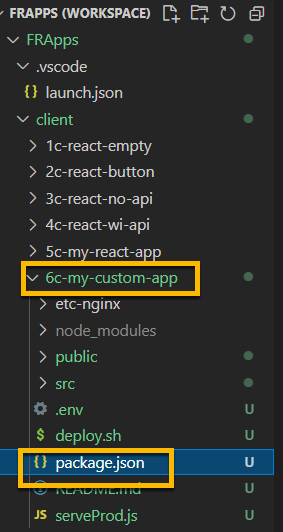 FRAPPS (WORKSPACE)
FRApps
.vscode
{} launch.json
client
1c-react-empty
2c-react-button
3c-react-no-api
4c-react-wi-api
5c-my-react-app
6c-my-custom-app
etc-nginx
node_modules
public
src
.env U
$ deploy.sh U
{} package.json U
README.md U
JS serveProd.js U